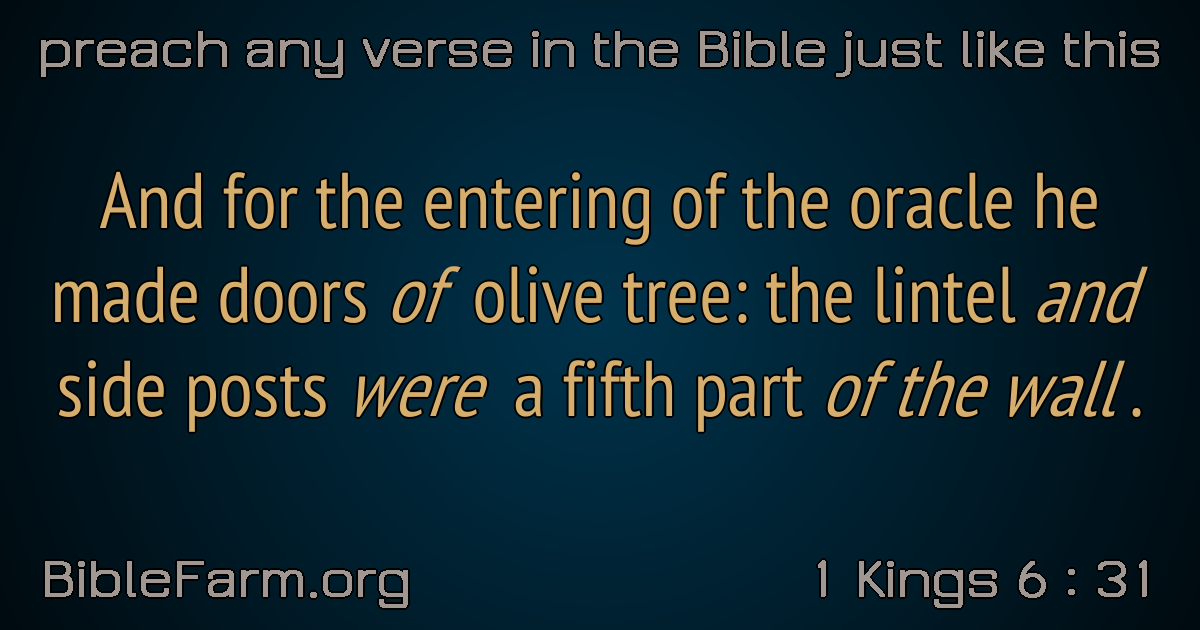 preach any verse in the Bible just like this
And for the entering of the oracle he
made doors of olive tree: the lintel and
side posts were a fifth part of the wall.
BibleFarm.org
1 Kings 6 : 31